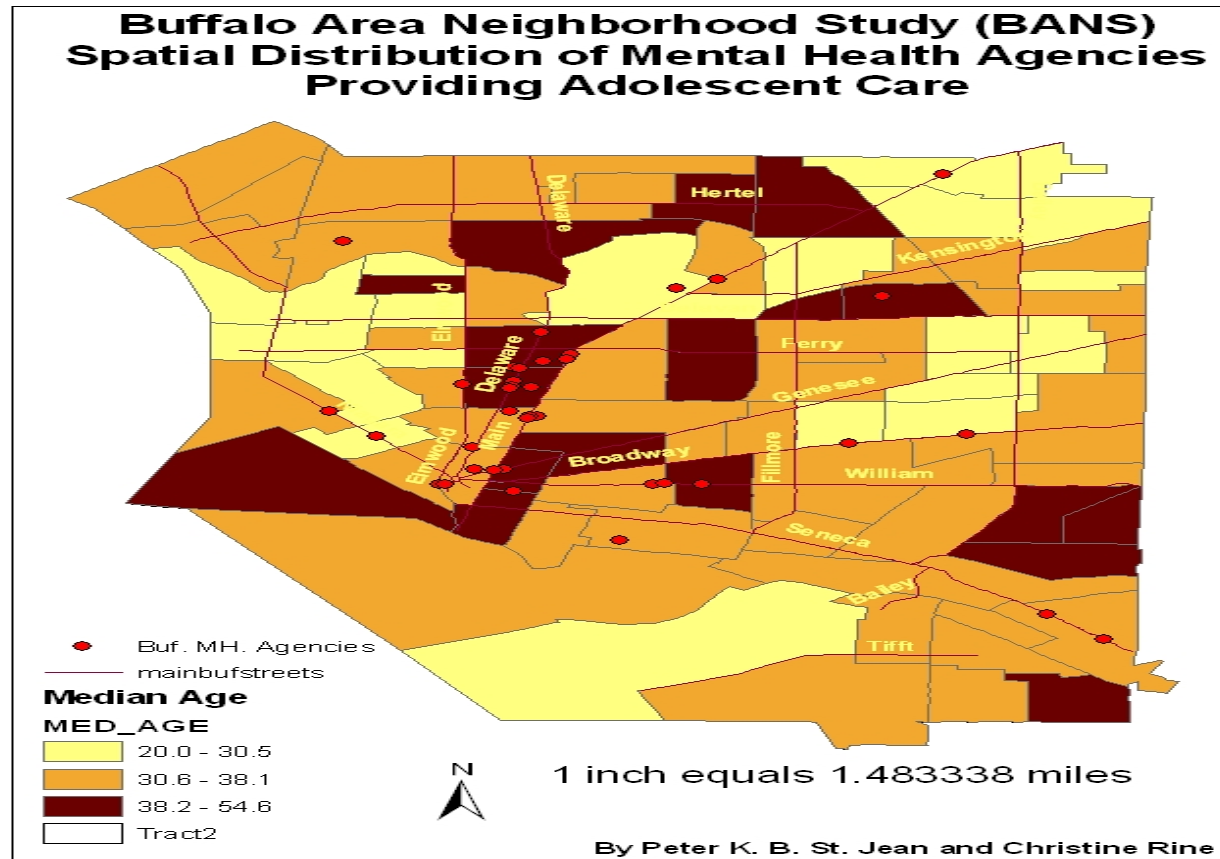 Buffalo Area Neighborhood Study (BANS)
Spatial Distribution of Mental Health Agencies
Providing Adolescent Care
Hertel
Delaware
Kensington
Ferry
Delaware
Genesee
Elmwood
Main
Broadway
Fillmore
William
Seneca
Bailey
Tifft
Buf. MH. Agencies
mainbufstreets
Median Age
MED_AGE
20.0 - 30.5
30.6 - 38.1
38.2 - 54.6
Tract2
N
1 inch equals 1.483338 miles
By Peter K. B. St. Jean and Christine Rine